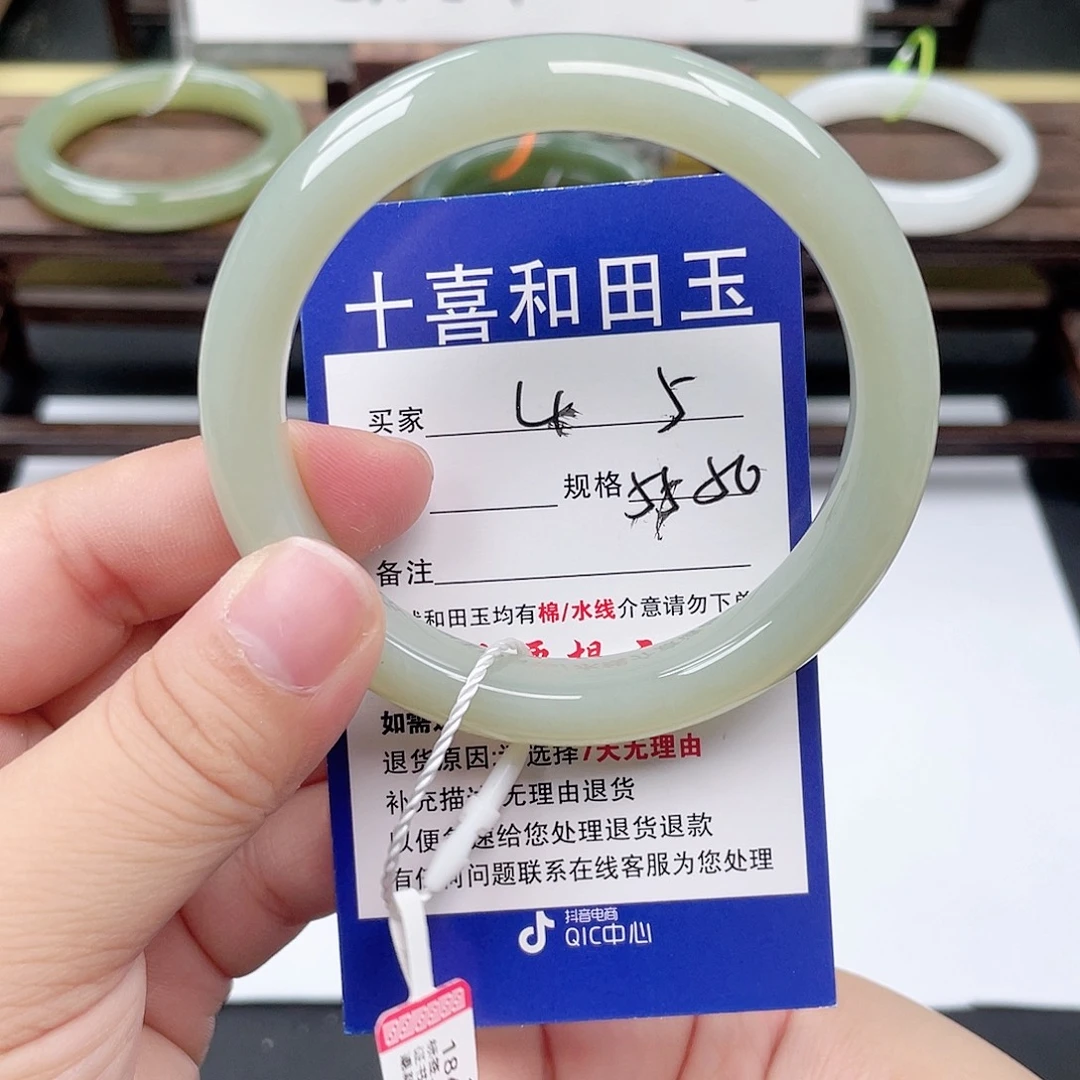 十喜和田玉
买家 4 5
规格 58 50
备注
和田玉均有棉/水线介意请勿下单
如需
退货原因: 选择7天无理由
补充描述 无理由退货
以便 速给您处理退货退款
有任何问题联系在线客服为您处理
抖音电商
QIC中心